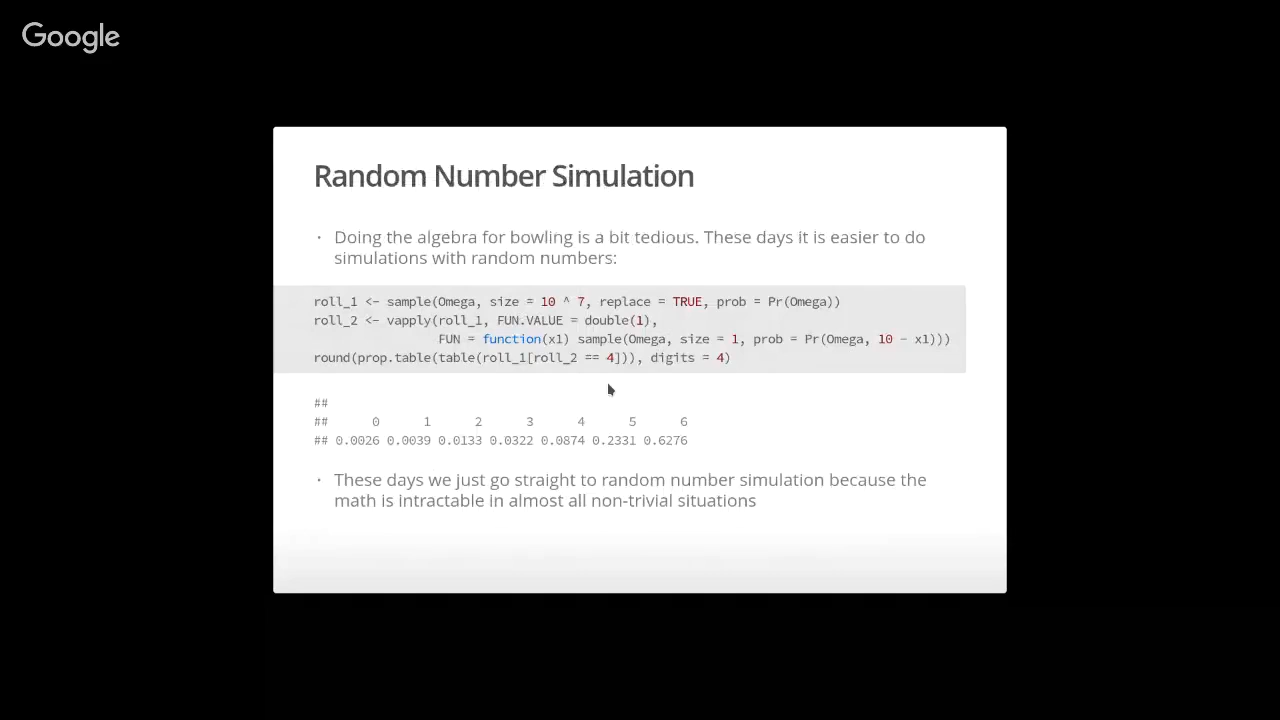 Google
Random Number Simulation
· Doing the algebra for bowling is a bit tedious. These days it is easier to do
simulations with random numbers:
roll_1 <- sample(Omega, size = 10 ^ 7, replace = TRUE, prob = Pr(Omega))
roll_2 <- vapply(roll_1, FUN.VALUE = double(1),
FUN = function(x1) sample(Omega, size = 1, prob = Pr(Omega, 10 - x1)))
round(prop.table(table(roll_1[roll_2 == 4])), digits = 4)
##
## 0 1 2 3 4 5 6
## 0.0026 0.0039 0.0133 0.0322 0.0874 0.2331 0.6276
· These days we just go straight to random number simulation because the
math is intractable in almost all non-trivial situations